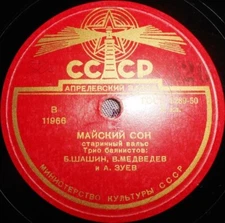 СССР
АПРЕЛЕВСКИЙ ЗАВОД
В
11966
МАЙСКИЙ СОН
старинный вальс
Трио баянистов:
Б.ШАШИН, В.МЕДВЕДЕВ
и А. ЗУЕВ
МИНИСТЕРСТВО КУЛЬТУРЫ СССР